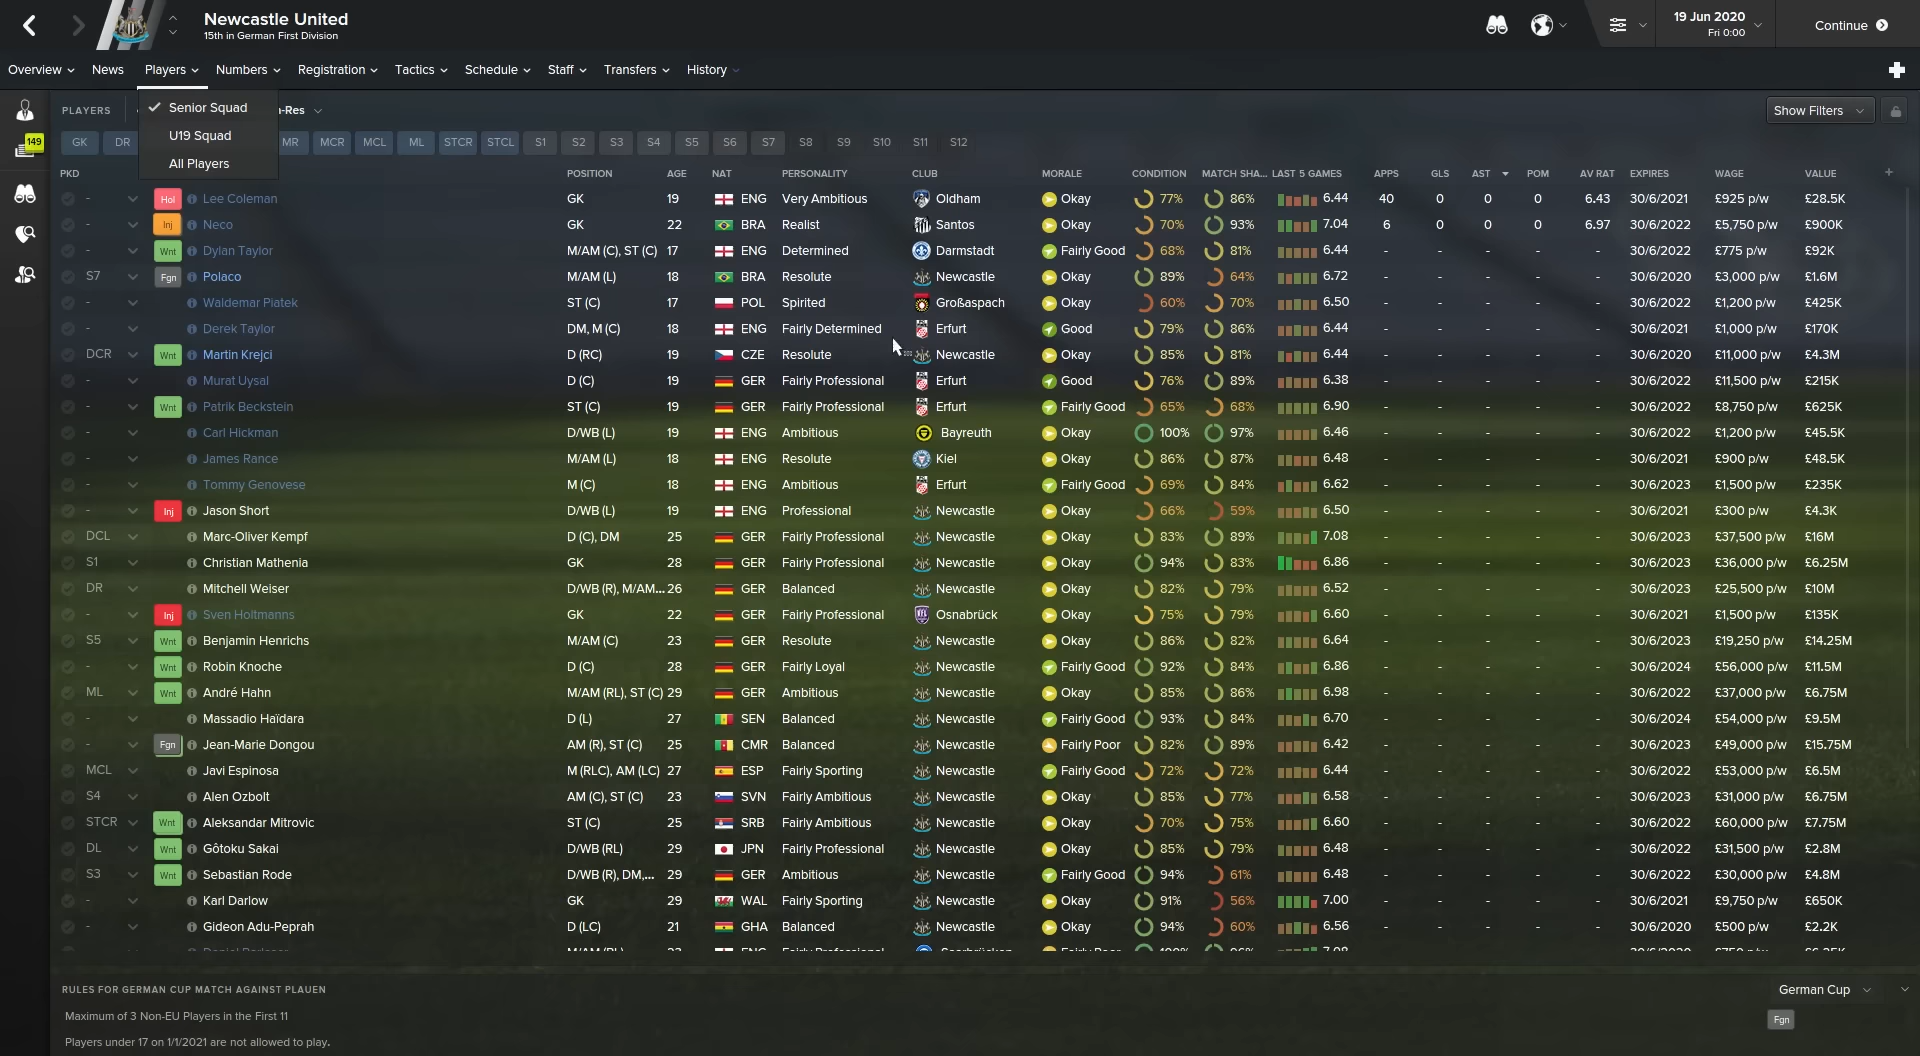 Newcastle United
15th in German First Division
19 Jun 2020
Fri 0:00
Continue
Overview News Players Numbers Registration Tactics Schedule Staff Transfers History
149
PLAYERS -Res Show Filters
Senior Squad
U19 Squad
All Players
GK DR MR MCR MCL ML STCR STCL S1 S2 S3 S4 S5 S6 S7 S8 S9 S10 S11 S12
PKD POSITION AGE NAT PERSONALITY CLUB MORALE CONDITION MATCH SHA... LAST 5 GAMES APPS GLS AST POM AV RAT EXPIRES WAGE VALUE
- Hol Lee Coleman GK 19 ENG Very Ambitious Oldham Okay 77% 86% 6.44 40 0 0 0 6.43 30/6/2021 £925 p/w £28.5K
- Inj Neco GK 22 BRA Realist Santos Okay 70% 93% 7.04 6 0 0 0 6.97 30/6/2022 £5,750 p/w £900K
- Wnt Dylan Taylor M/AM (C), ST (C) 17 ENG Determined Darmstadt Fairly Good 68% 81% 6.44 - - - - - 30/6/2022 £775 p/w £92K
S7 Fgn Polaco M/AM (L) 18 BRA Resolute Newcastle Okay 89% 64% 6.72 - - - - - 30/6/2020 £3,000 p/w £1.6M
- Waldemar Piatek ST (C) 17 POL Spirited Großaspach Okay 60% 70% 6.50 - - - - - 30/6/2022 £1,200 p/w £425K
- Derek Taylor DM, M (C) 18 ENG Fairly Determined Erfurt Good 79% 86% 6.44 - - - - - 30/6/2021 £1,000 p/w £170K
DCR Wnt Martin Krejci D (RC) 19 CZE Resolute Newcastle Okay 85% 81% 6.44 - - - - - 30/6/2020 £11,000 p/w £4.3M
- Murat Uysal D (C) 19 GER Fairly Professional Erfurt Good 76% 89% 6.38 - - - - - 30/6/2022 £11,500 p/w £215K
- Wnt Patrik Beckstein ST (C) 19 GER Fairly Professional Erfurt Fairly Good 65% 68% 6.90 - - - - - 30/6/2022 £8,750 p/w £625K
- Carl Hickman D/WB (L) 19 ENG Ambitious Bayreuth Okay 100% 97% 6.46 - - - - - 30/6/2022 £1,200 p/w £45.5K
- James Rance M/AM (L) 18 ENG Resolute Kiel Okay 86% 87% 6.48 - - - - - 30/6/2021 £900 p/w £48.5K
- Tommy Genovese M (C) 18 ENG Ambitious Erfurt Fairly Good 69% 84% 6.62 - - - - - 30/6/2023 £1,500 p/w £235K
- Inj Jason Short D/WB (L) 19 ENG Professional Newcastle Okay 66% 59% 6.50 - - - - - 30/6/2021 £300 p/w £4.3K
DCL Marc-Oliver Kempf D (C), DM 25 GER Fairly Professional Newcastle Okay 83% 89% 7.08 - - - - - 30/6/2023 £37,500 p/w £16M
S1 Christian Mathenia GK 28 GER Fairly Professional Newcastle Okay 94% 83% 6.86 - - - - - 30/6/2023 £36,000 p/w £6.25M
DR Mitchell Weiser D/WB (R), M/AM... 26 GER Balanced Newcastle Okay 82% 79% 6.52 - - - - - 30/6/2023 £25,500 p/w £10M
- Inj Sven Holtmanns GK 22 GER Fairly Professional Osnabrück Okay 75% 79% 6.60 - - - - - 30/6/2021 £1,500 p/w £135K
S5 Wnt Benjamin Henrichs M/AM (C) 23 GER Resolute Newcastle Okay 86% 82% 6.64 - - - - - 30/6/2023 £19,250 p/w £14.25M
- Wnt Robin Knoche D (C) 28 GER Fairly Loyal Newcastle Fairly Good 92% 84% 6.86 - - - - - 30/6/2024 £56,000 p/w £11.5M
ML Wnt André Hahn M/AM (RL), ST (C) 29 GER Ambitious Newcastle Okay 85% 86% 6.98 - - - - - 30/6/2022 £37,000 p/w £6.75M
- Massadio Haïdara D (L) 27 SEN Balanced Newcastle Fairly Good 93% 84% 6.70 - - - - - 30/6/2024 £54,000 p/w £9.5M
- Fgn Jean-Marie Dongou AM (R), ST (C) 25 CMR Balanced Newcastle Fairly Poor 82% 89% 6.42 - - - - - 30/6/2023 £49,000 p/w £15.75M
MCL Javi Espinosa M (RLC), AM (LC) 27 ESP Fairly Sporting Newcastle Fairly Good 72% 72% 6.44 - - - - - 30/6/2022 £53,000 p/w £6.5M
S4 Alen Ozbolt AM (C), ST (C) 23 SVN Fairly Ambitious Newcastle Okay 85% 77% 6.58 - - - - - 30/6/2023 £31,000 p/w £6.75M
STCR Wnt Aleksandar Mitrovic ST (C) 25 SRB Fairly Ambitious Newcastle Okay 70% 75% 6.60 - - - - - 30/6/2022 £60,000 p/w £7.75M
DL Wnt Gôtoku Sakai D/WB (RL) 29 JPN Fairly Professional Newcastle Okay 85% 79% 6.48 - - - - - 30/6/2022 £31,500 p/w £2.8M
S3 Wnt Sebastian Rode D/WB (R), DM,... 29 GER Ambitious Newcastle Fairly Good 94% 61% 6.48 - - - - - 30/6/2022 £30,000 p/w £4.8M
- Karl Darlow GK 29 WAL Fairly Sporting Newcastle Okay 91% 56% 7.00 - - - - - 30/6/2021 £9,750 p/w £650K
- Gideon Adu-Peprah D (LC) 21 GHA Balanced Newcastle Okay 94% 60% 6.56 - - - - - 30/6/2020 £500 p/w £2.2K
RULES FOR GERMAN CUP MATCH AGAINST PLAUEN German Cup
Maximum of 3 Non-EU Players in the First 11 Fgn
Players under 17 on 1/1/2021 are not allowed to play.